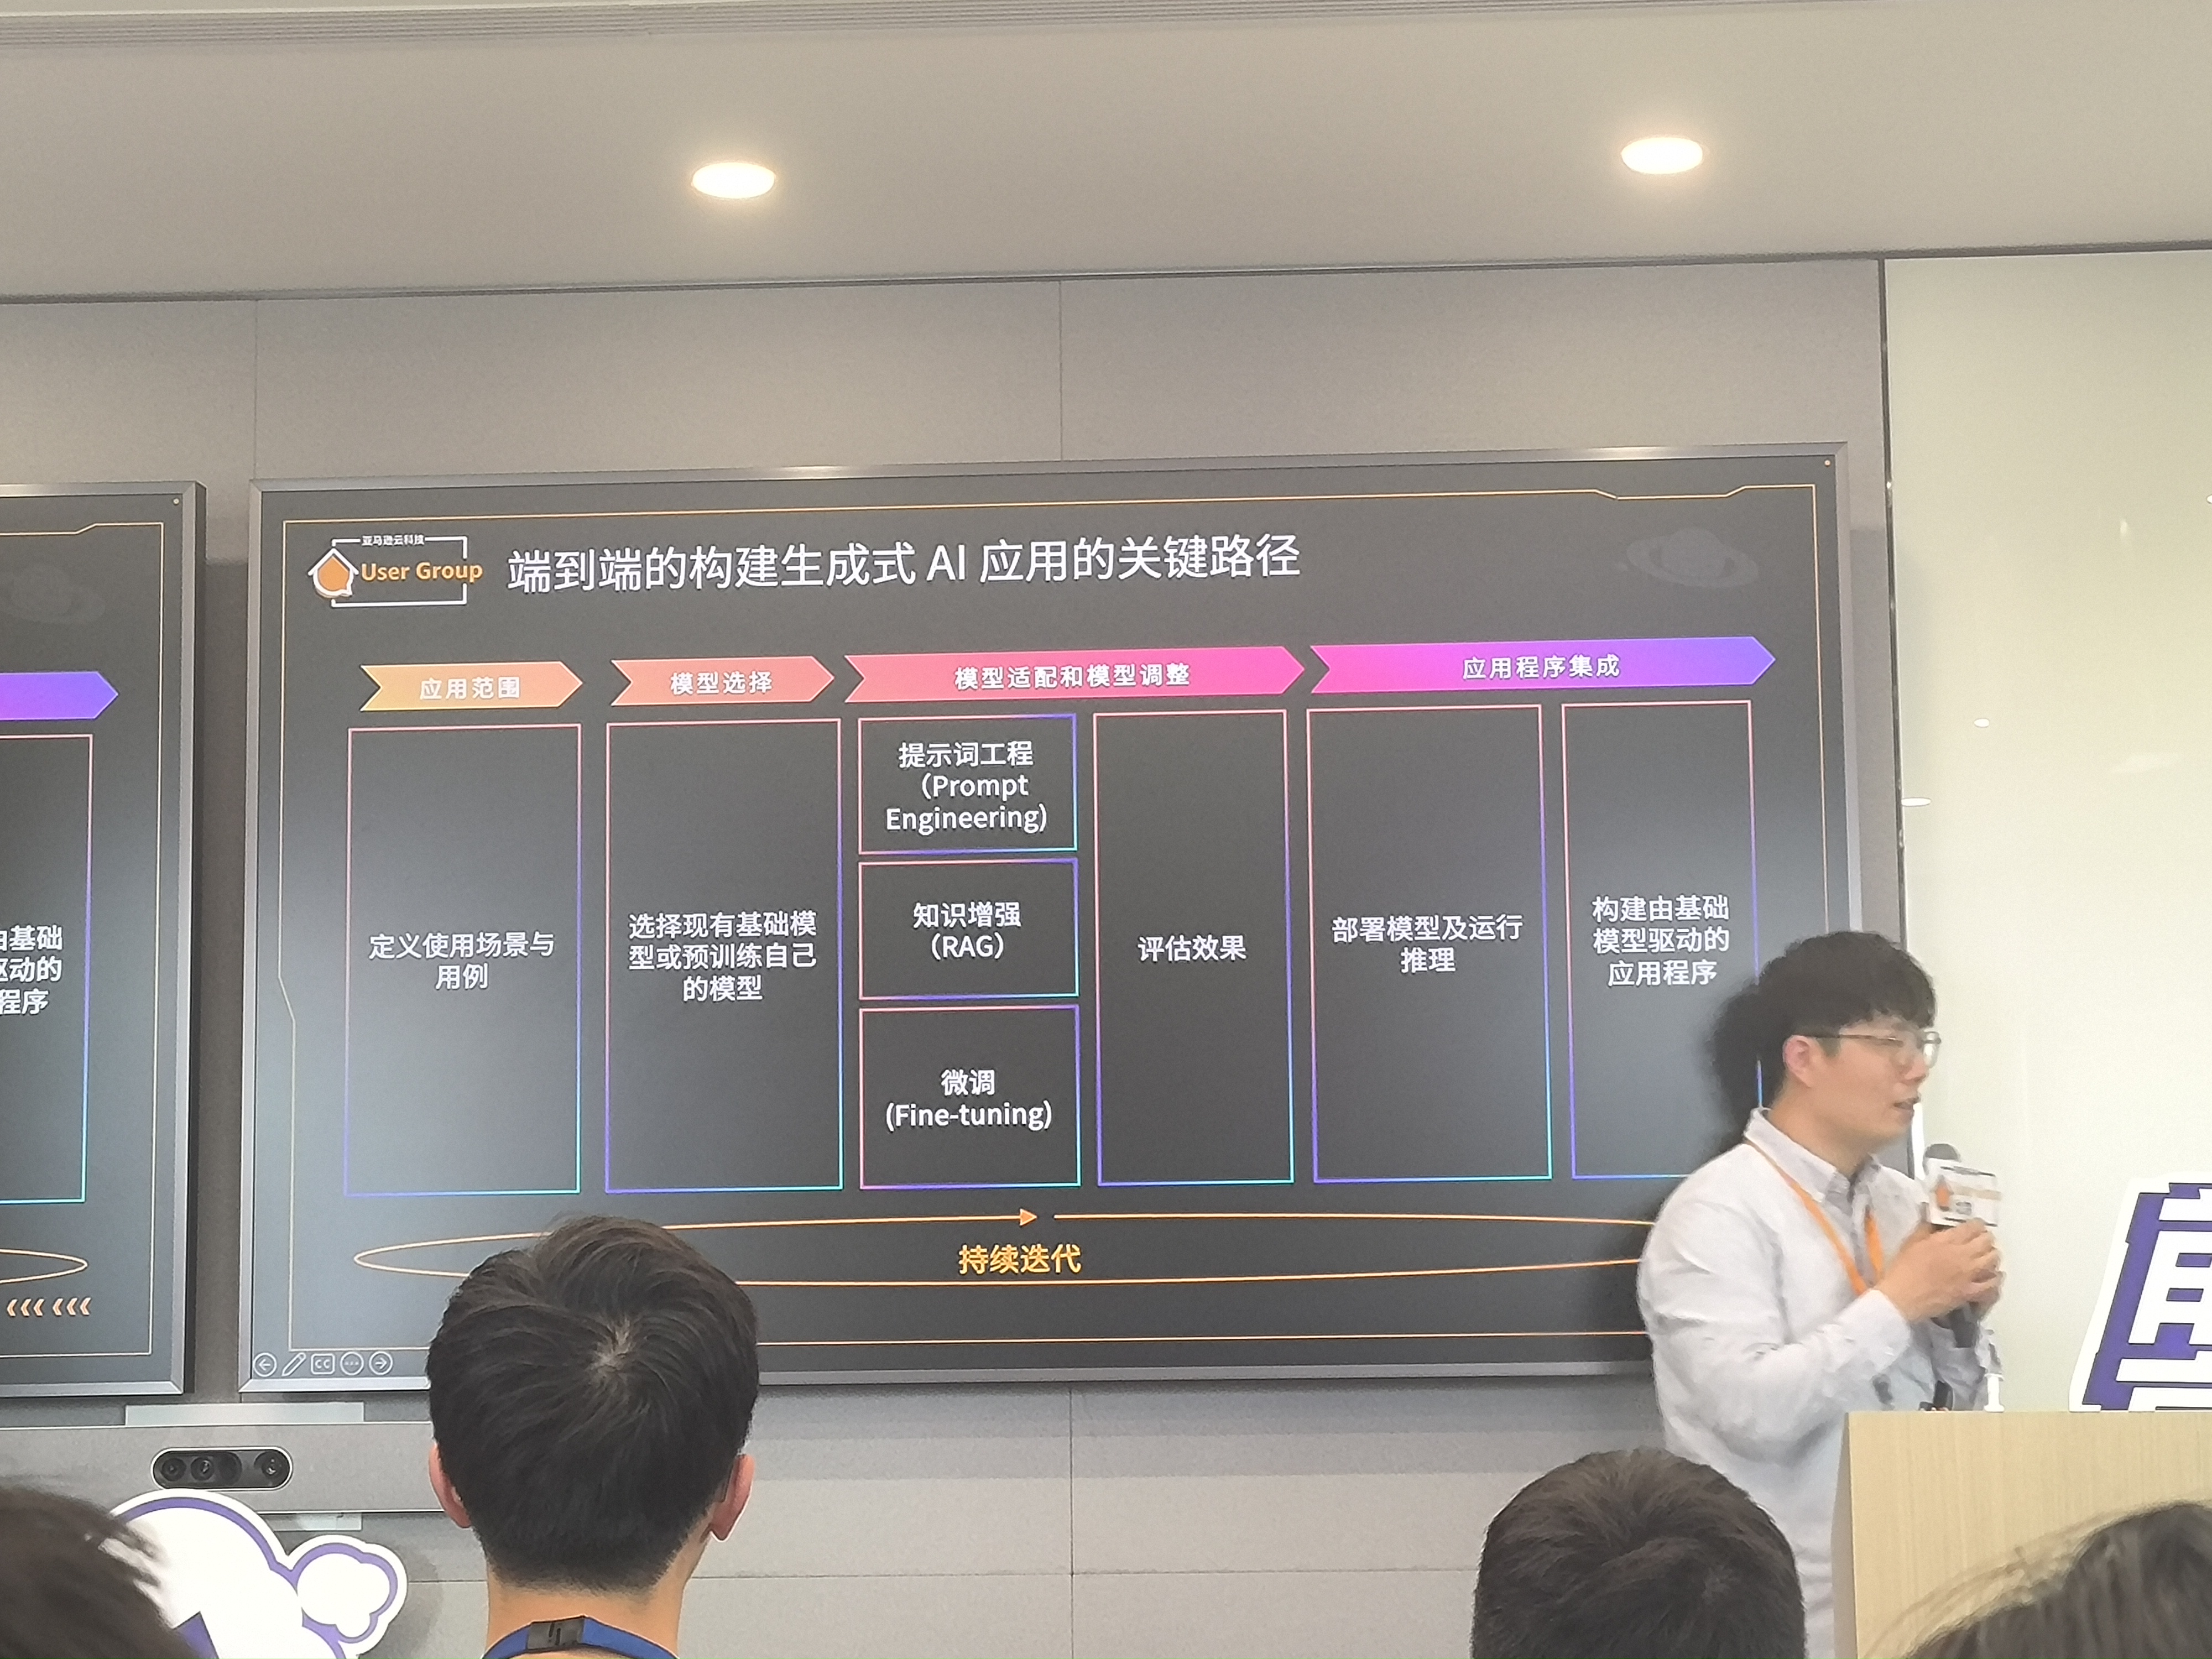 亚马逊云科技
User Group
端到端的构建生成式 AI 应用的关键路径
应用范围
模型选择
模型适配和模型调整
应用程序集成
定义使用场景与
用例
选择现有基础模
型或预训练自己
的模型
提示词工程
（Prompt
Engineering)
知识增强
（RAG）
微调
(Fine-tuning)
评估效果
部署模型及运行
推理
构建由基础
模型驱动的
应用程序
持续迭代
CC
由基础
驱动的
程序